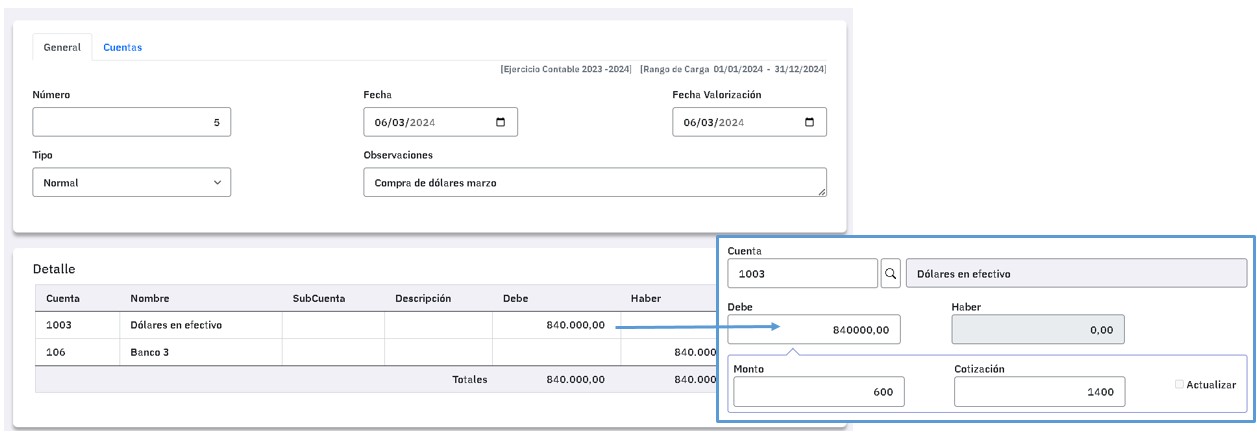 General Cuentas
[Ejercicio Contable 2023 -2024] [Rango de Carga 01/01/2024 - 31/12/2024]
Número Fecha Fecha Valorización
5 06/03/2024 06/03/2024
Tipo Observaciones
Normal Compra de dólares marzo
Detalle
Cuenta Nombre SubCuenta Descripción Debe Haber
1003 Dólares en efectivo 840.000,00
106 Banco 3 840.000
Totales 840.000,00 840.000
Cuenta
1003 Dólares en efectivo
Debe Haber
840000,00 0,00
Monto Cotización
600 1400 Actualizar